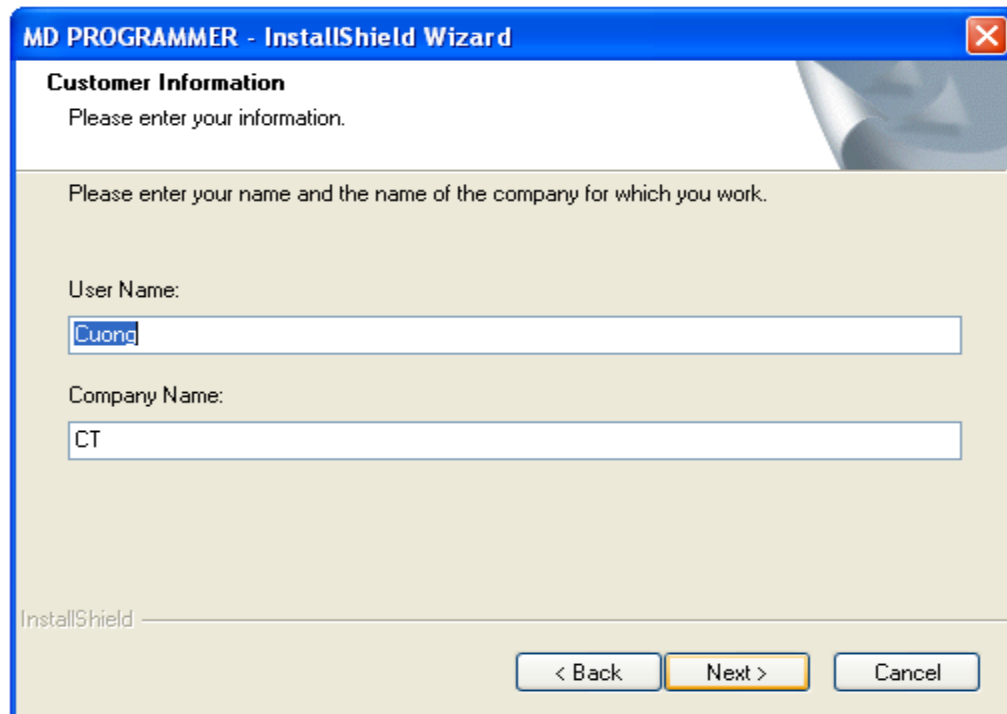 MD PROGRAMMER - InstallShield Wizard
Customer Information
Please enter your information.
Please enter your name and the name of the company for which you work.
User Name:
Cuong
Company Name:
CT
InstallShield
< Back Next > Cancel